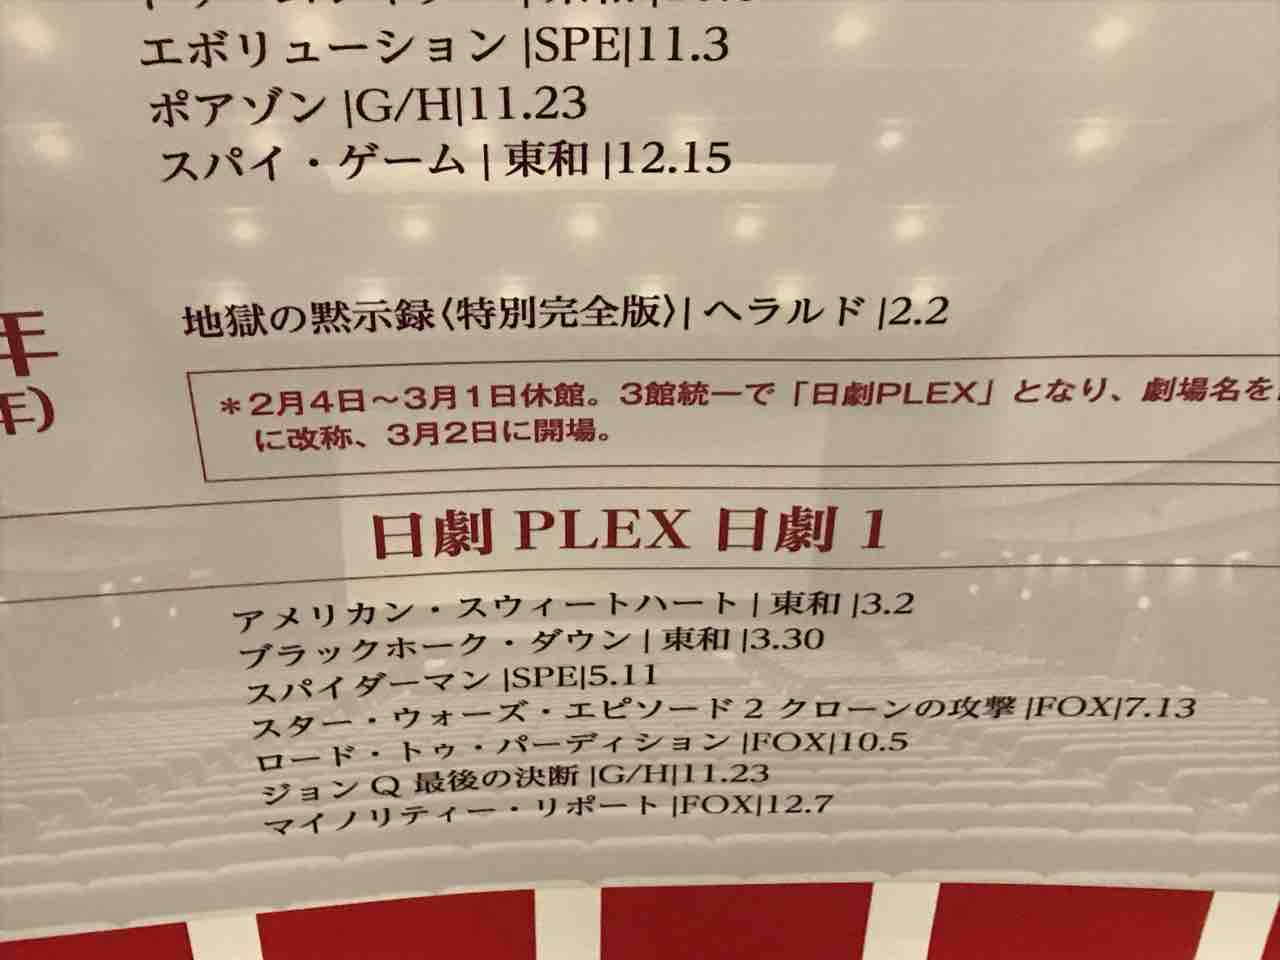 エボリューション |SPE|11.3
ポアゾン |G/H|11.23
スパイ・ゲーム | 東和 |12.15
地獄の黙示録〈特別完全版〉| ヘラルド |2.2
年
年)
*2月4日～3月1日休館。3館統一で「日劇PLEX」となり、劇場名を
に改称、3月2日に開場。
日劇 PLEX 日劇 1
アメリカン・スウィートハート | 東和 |3.2
ブラックホーク・ダウン | 東和 |3.30
スパイダーマン |SPE|5.11
スター・ウォーズ・エピソード 2 クローンの攻撃 |FOX|7.13
ロード・トゥ・パーディション |FOX|10.5
ジョン Q 最後の決断 |G/H|11.23
マイノリティー・リポート |FOX|12.7